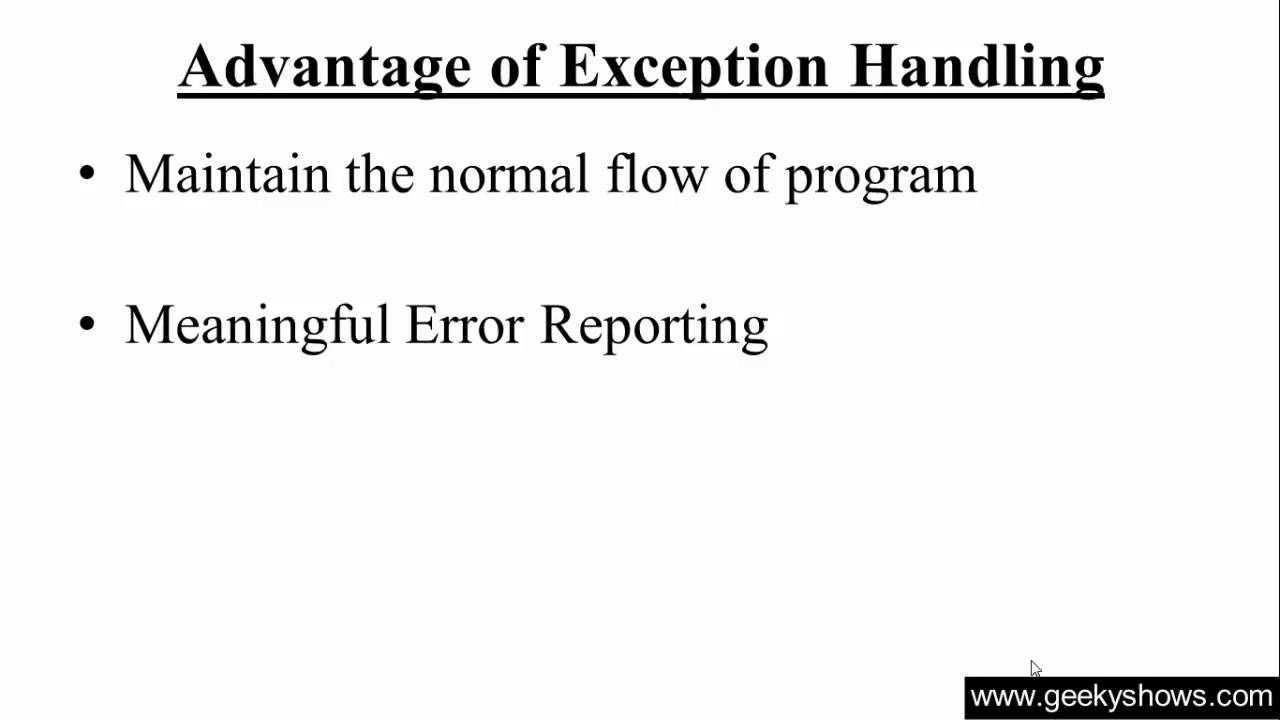 Advantage of Exception Handling
• Maintain the normal flow of program
• Meaningful Error Reporting
www.geekyshows.com